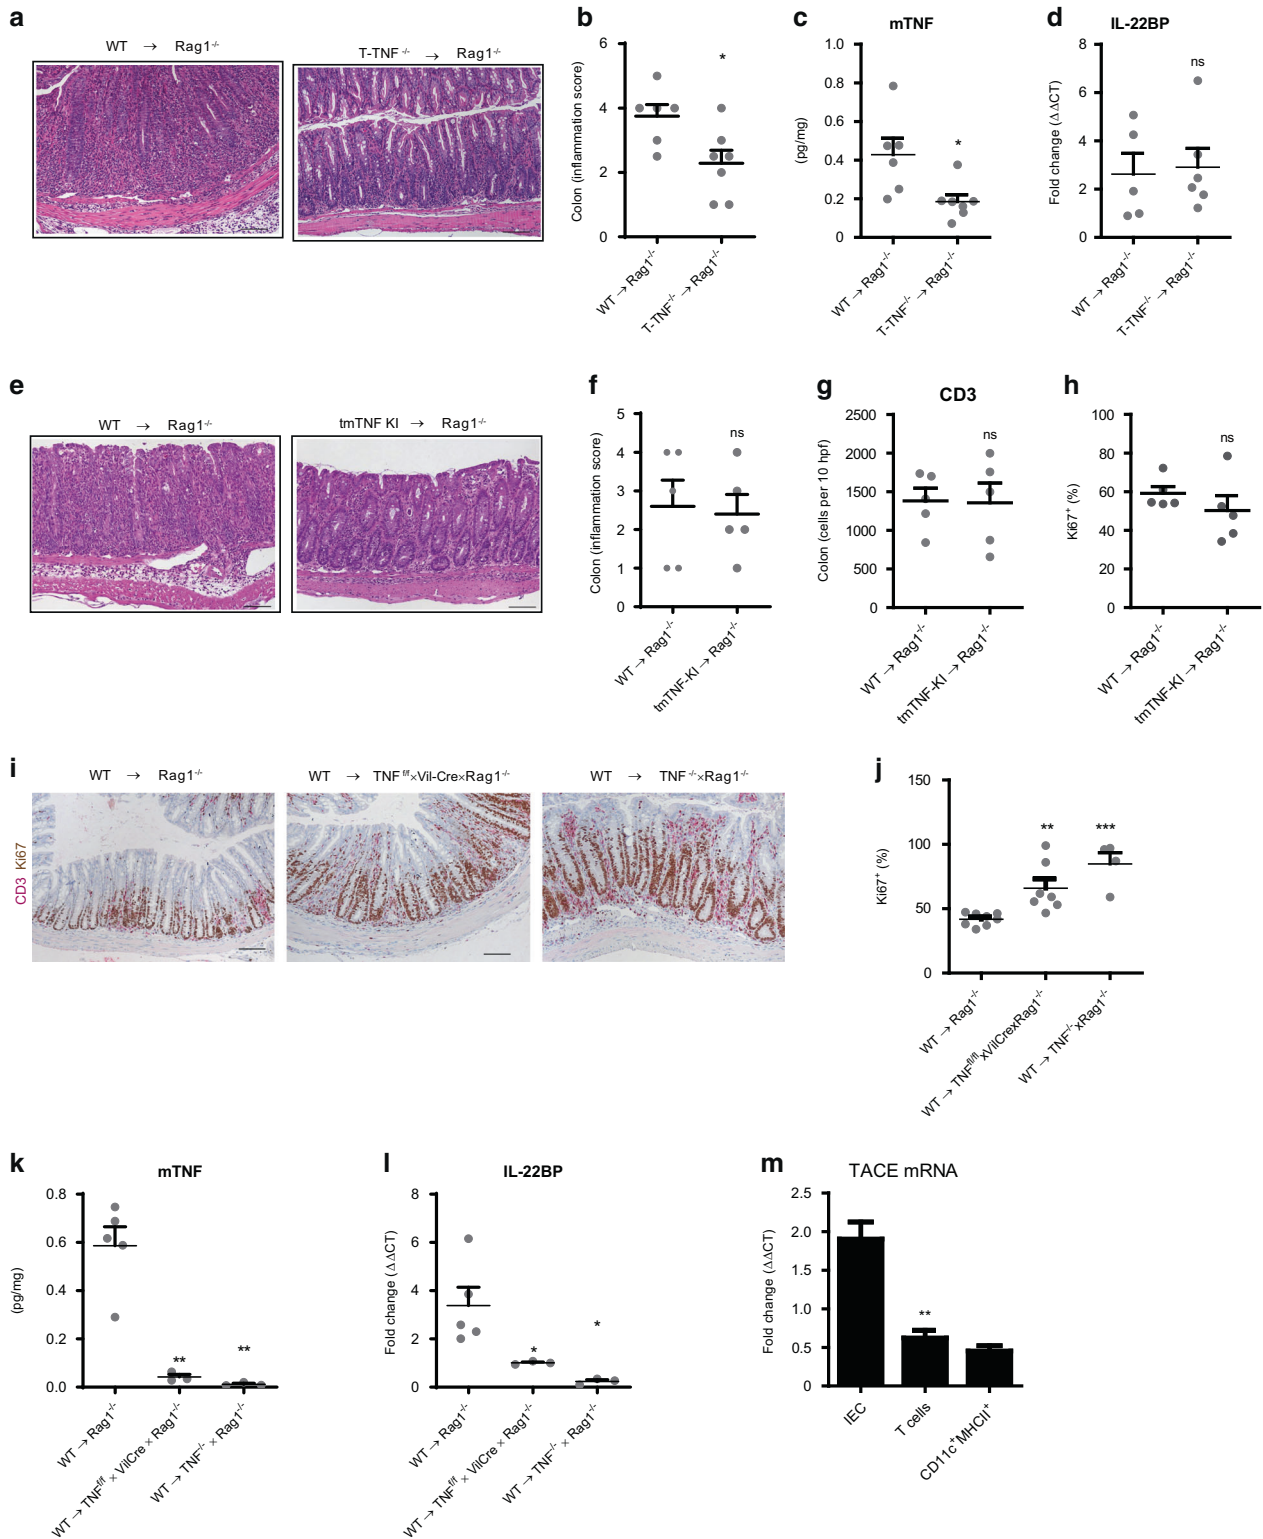 a
WT → Rag1-/-
T-TNF -/- → Rag1-/-
b
Colon (inflammation score)
6
4
2
0
*
WT → Rag1-/-
T-TNF-/- → Rag1-/-
c
mTNF
(pg/mg)
1.0
0.8
0.6
0.4
0.2
0
*
WT → Rag1-/-
T-TNF-/- → Rag1-/-
d
IL-22BP
Fold change (ΔΔCT)
8
6
4
2
0
ns
WT → Rag1-/-
T-TNF-/- → Rag1-/-
e
WT → Rag1-/-
tmTNF KI → Rag1-/-
f
Colon (inflammation score)
5
4
3
2
1
0
ns
WT → Rag1-/-
tmTNF-KI → Rag1-/-
g
CD3
Colon (cells per 10 hpf)
2500
2000
1500
1000
500
0
ns
WT → Rag1-/-
tmTNF-KI → Rag1-/-
h
Ki67+ (%)
100
80
60
40
20
0
ns
WT → Rag1-/-
tmTNF-KI → Rag1-/-
i
WT → Rag1-/-
WT → TNF f/f×Vil-Cre×Rag1-/-
WT → TNF-/-×Rag1-/-
CD3 Ki67
j
Ki67+ (%)
150
100
50
0
**
***
WT → Rag1-/-
WT → TNFfl/fl xVilCrexRag1-/-
WT → TNF-/-xRag1-/-
k
mTNF
(pg/mg)
0.8
0.6
0.4
0.2
0.0
**
**
WT → Rag1-/-
WT → TNFf/f × VilCre × Rag1-/-
WT → TNF-/- × Rag1-/-
l
IL-22BP
Fold change (ΔΔCT)
8
6
4
2
0
*
*
WT → Rag1-/-
WT → TNFf/f × VilCre × Rag1-/-
WT → TNF-/- × Rag1-/-
m
TACE mRNA
Fold change (ΔΔCT)
2.5
2.0
1.5
1.0
0.5
0
**
IEC
T cells
CD11c+MHCII+